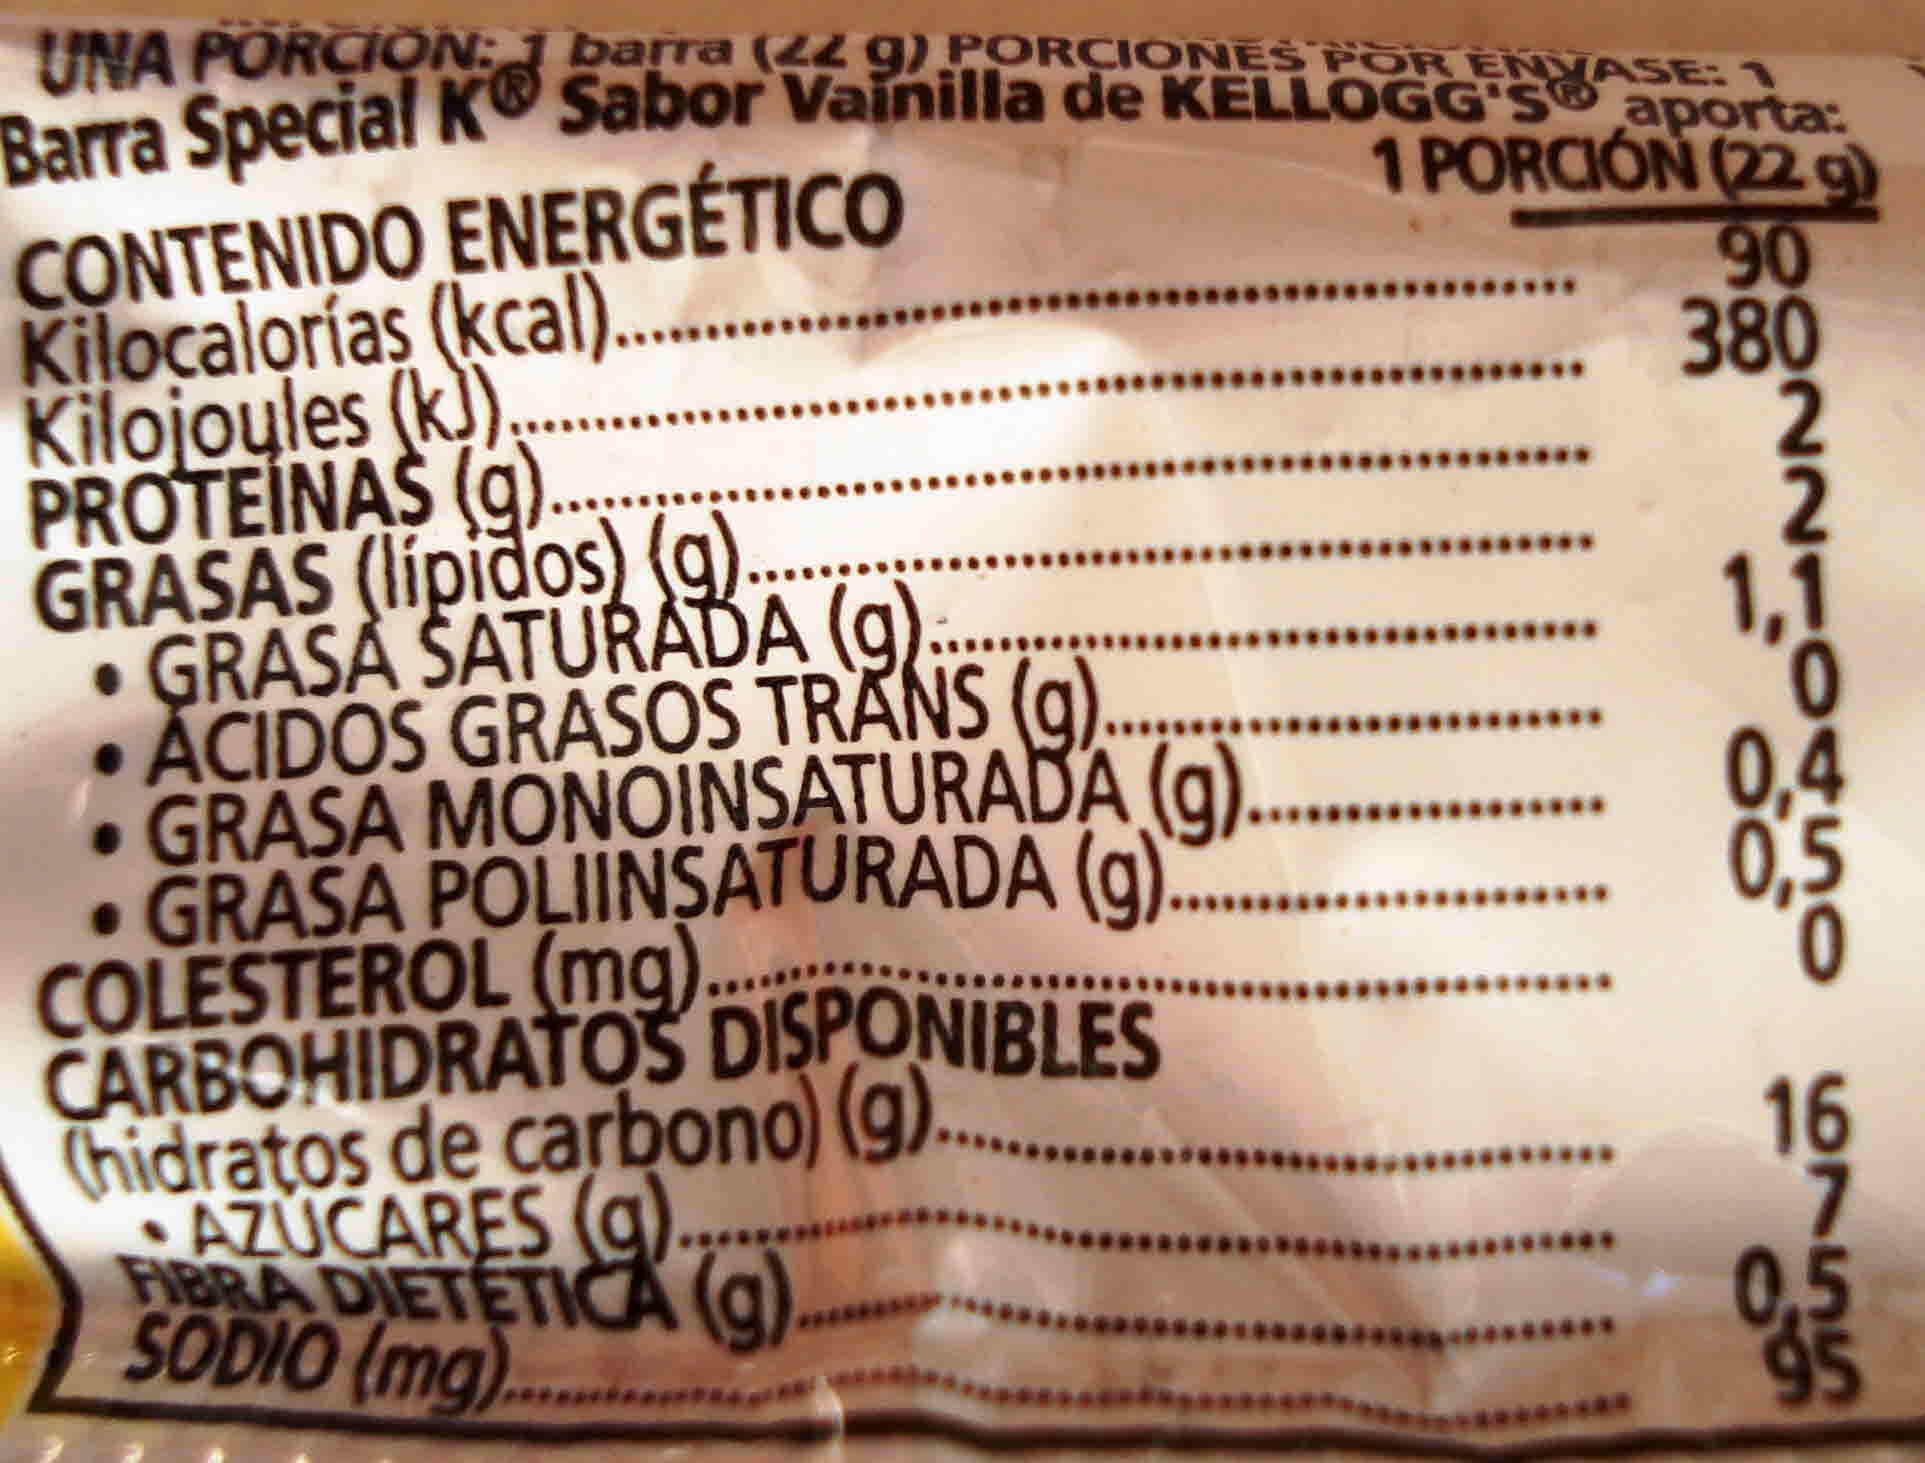 UNA PORCIÓN: 1 barra (22 g) PORCIONES POR ENVASE: 1
Barra Special K® Sabor Vainilla de KELLOGG'S® aporta:
1 PORCIÓN (22 g)
CONTENIDO ENERGÉTICO
Kilocalorías (kcal)........ 90
Kilojoules (kJ)........ 380
PROTEÍNAS (g)........ 2
GRASAS (lípidos) (g)........ 2
• GRASA SATURADA (g)........ 1,1
• ÁCIDOS GRASOS TRANS (g)........ 0
• GRASA MONOINSATURADA (g)........ 0,4
• GRASA POLIINSATURADA (g)........ 0,5
COLESTEROL (mg)........ 0
CARBOHIDRATOS DISPONIBLES
(hidratos de carbono) (g)........ 16
• AZÚCARES (g)........ 7
FIBRA DIETÉTICA (g)........ 0,5
SODIO (mg)........ 95